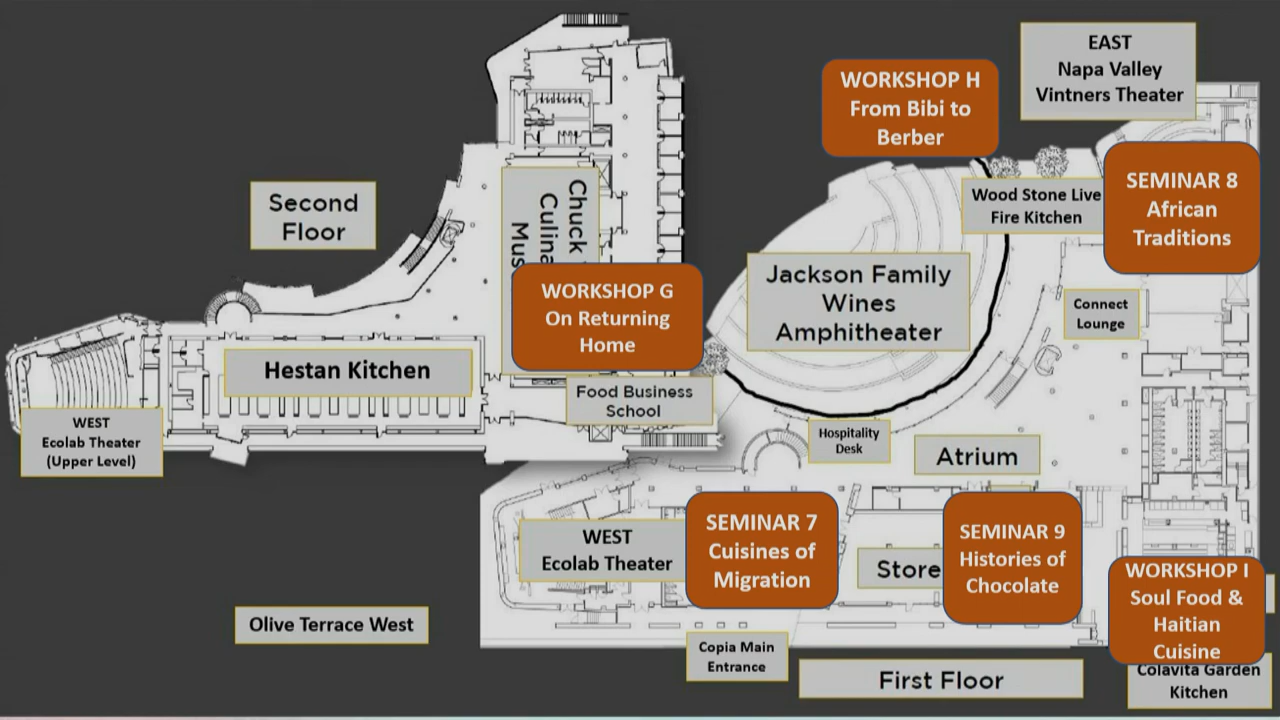 EAST
Napa Valley
Vintners Theater
WORKSHOP H
From Bibi to
Berber
SEMINAR 8
African
Traditions
Wood Stone Live
Fire Kitchen
Second
Floor
Chuck
Culina
Mus
WORKSHOP G
On Returning
Home
Jackson Family
Wines
Amphitheater
Connect
Lounge
Hestan Kitchen
Food Business
School
WEST
Ecolab Theater
(Upper Level)
Hospitality
Desk
Atrium
WEST
Ecolab Theater
SEMINAR 7
Cuisines of
Migration
Store
SEMINAR 9
Histories of
Chocolate
WORKSHOP I
Soul Food &
Haitian
Cuisine
Olive Terrace West
Copia Main
Entrance
First Floor
Colavita Garden
Kitchen